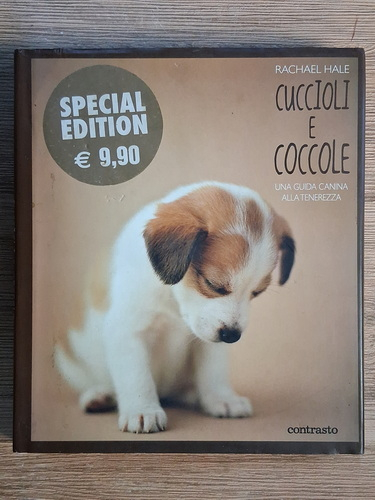 SPECIAL
EDITION
€ 9,90
RACHAEL HALE
CUCCIOLI
E
COCCOLE
UNA GUIDA CANINA
ALLA TENEREZZA
contrasto